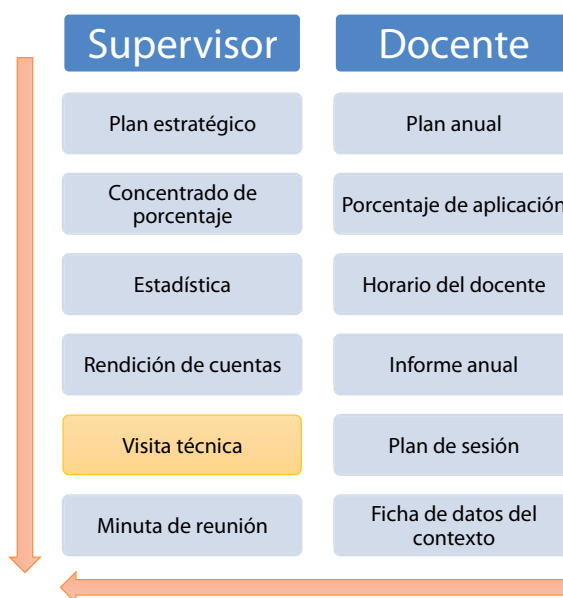 Supervisor
Plan estratégico
Concentrado de
porcentaje
Estadística
Rendición de cuentas
Visita técnica
Minuta de reunión
Docente
Plan anual
Porcentaje de aplicación
Horario del docente
Informe anual
Plan de sesión
Ficha de datos del
contexto